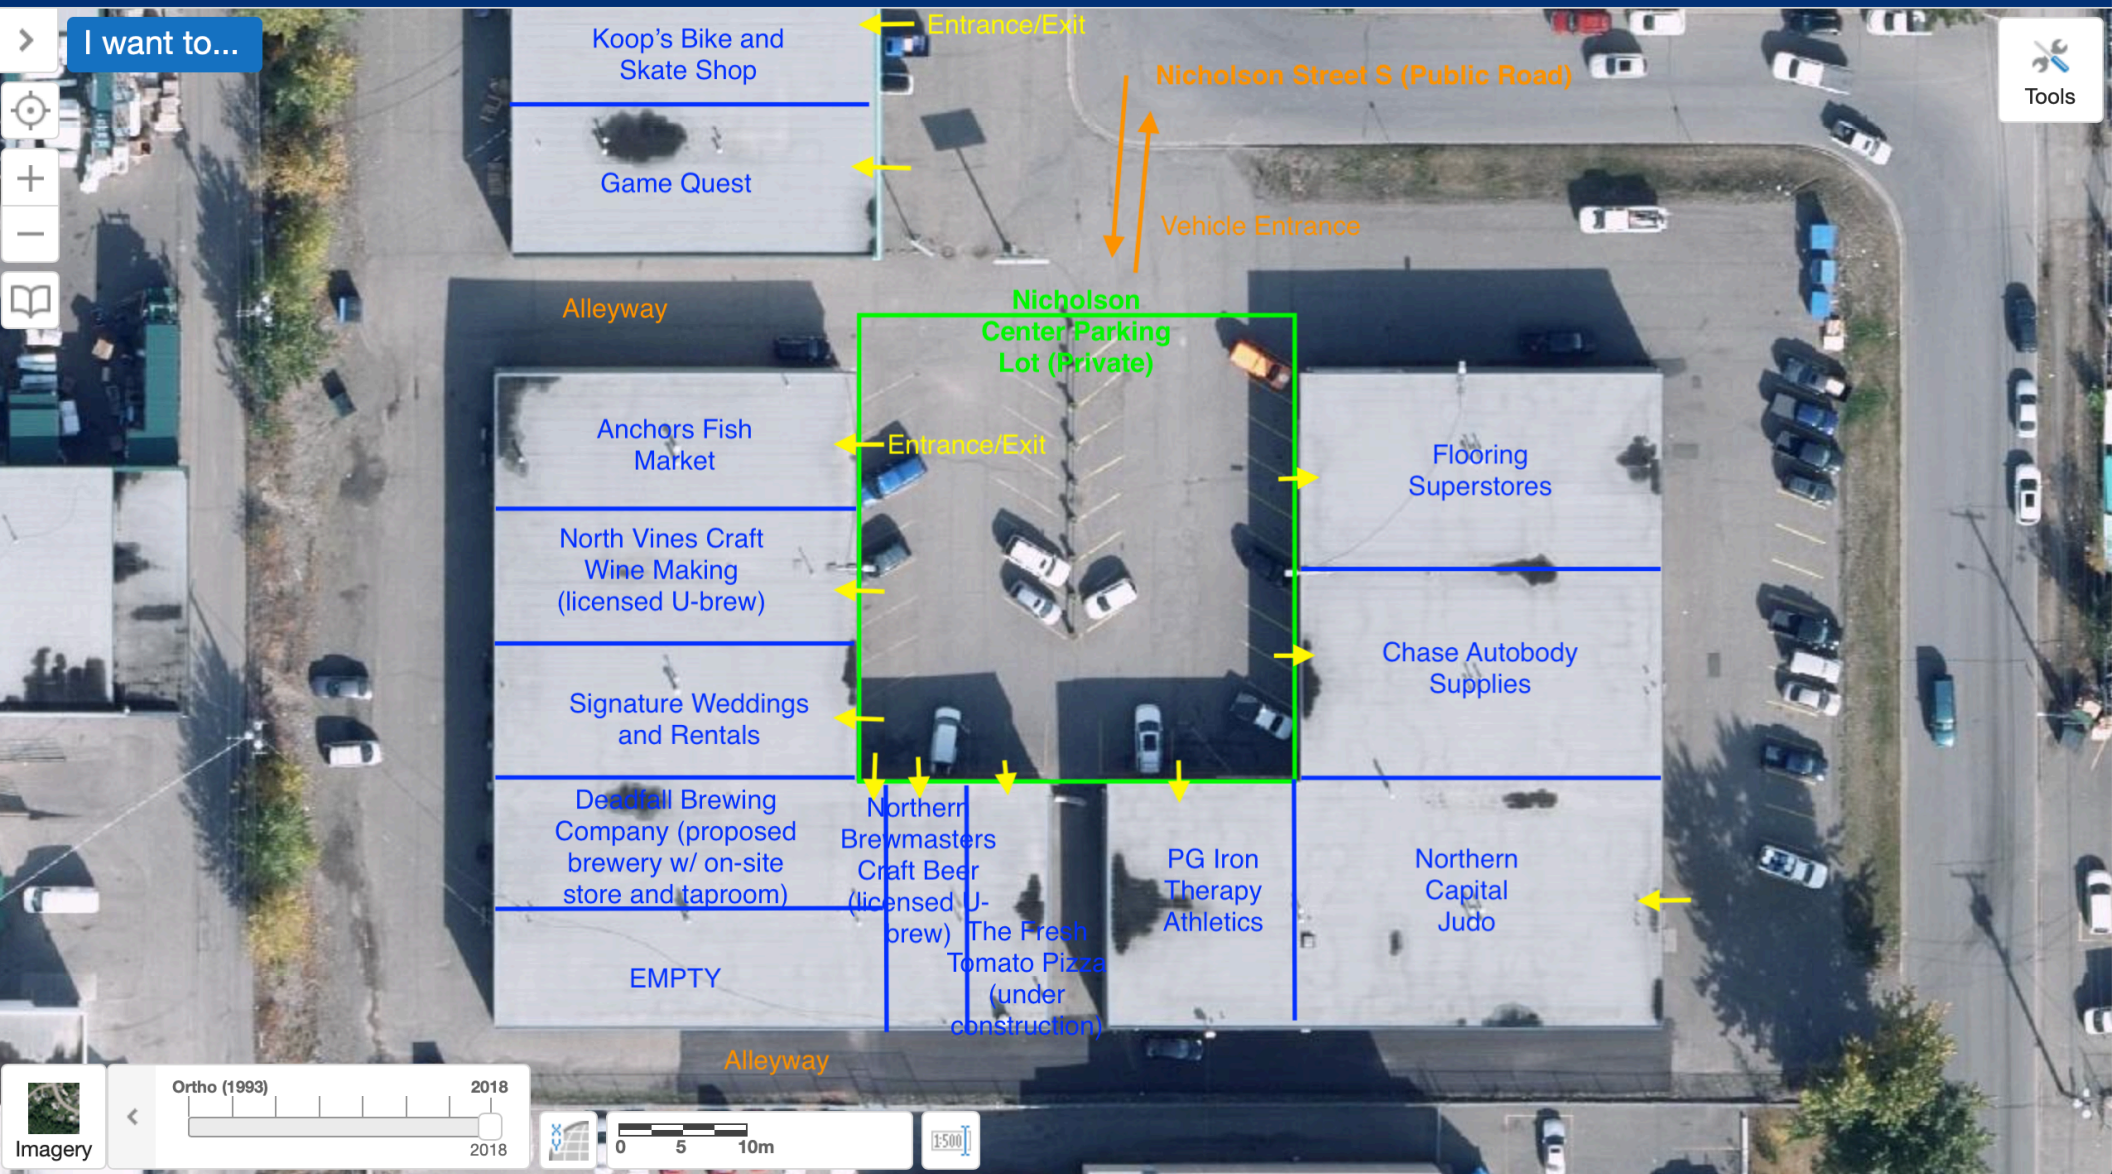 I want to...
Koop's Bike and
Skate Shop
Entrance/Exit
Nicholson Street S (Public Road)
Tools
Game Quest
Vehicle Entrance
Alleyway
Nicholson
Center Parking
Lot (Private)
Anchors Fish
Market
Entrance/Exit
Flooring
Superstores
North Vines Craft
Wine Making
(licensed U-brew)
Chase Autobody
Supplies
Signature Weddings
and Rentals
Deadfall Brewing
Company (proposed
brewery w/ on-site
store and taproom)
Northern
Brewmasters
Craft Beer
(licensed U-
brew)
The Fresh
Tomato Pizza
(under
construction)
PG Iron
Therapy
Athletics
Northern
Capital
Judo
EMPTY
Alleyway
Imagery
Ortho (1993)
2018
2018
X
Y
0 5 10m
1:500